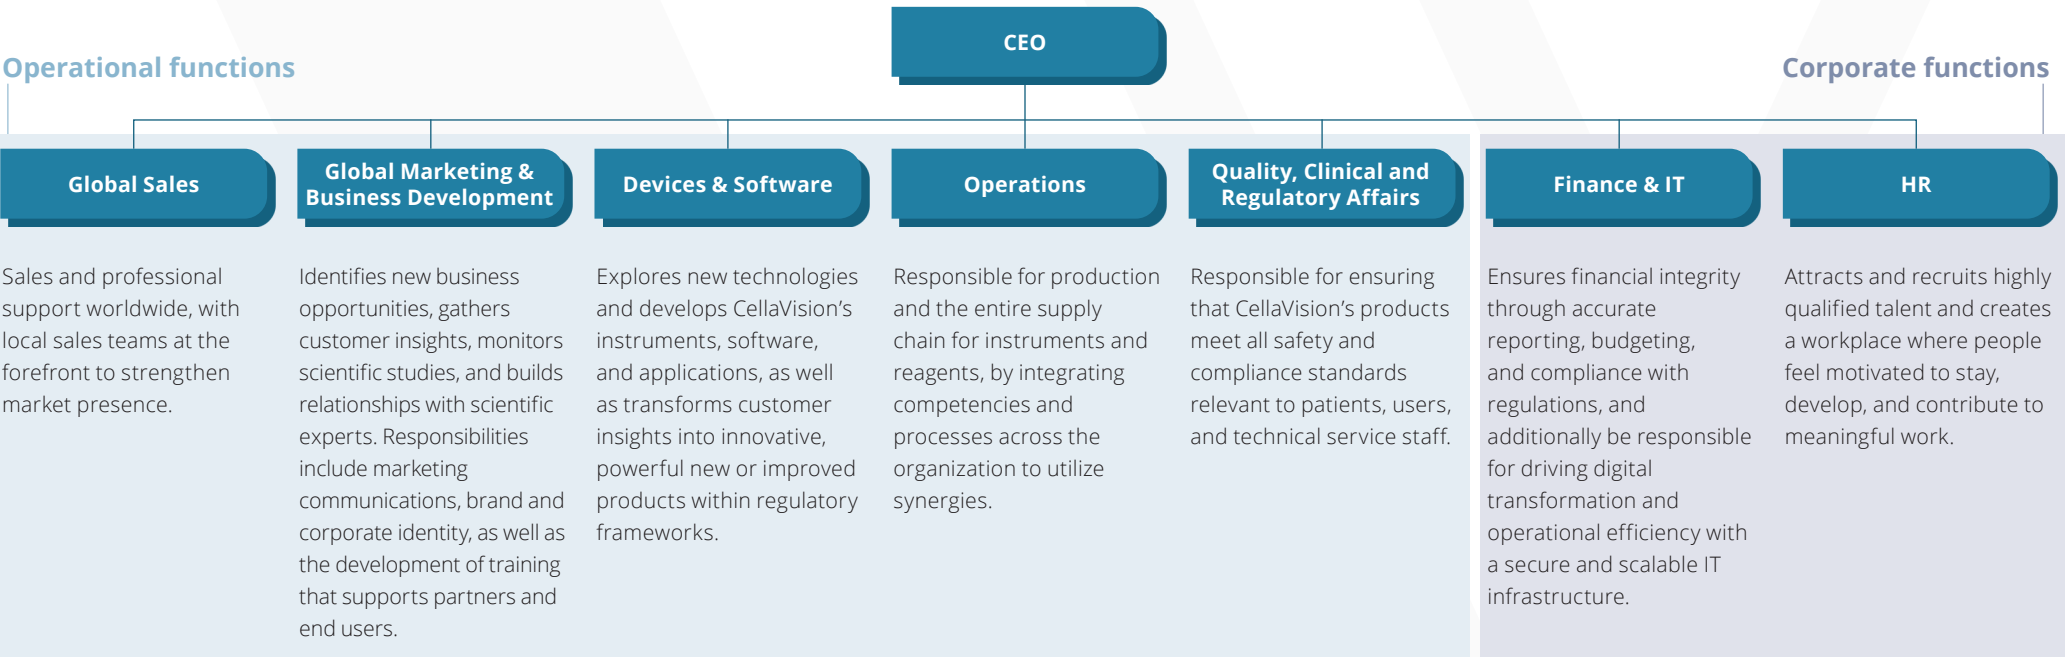 CEO
Operational functions
Corporate functions
Global Sales
Sales and professional
support worldwide, with
local sales teams at the
forefront to strengthen
market presence.
Global Marketing &
Business Development
Identifies new business
opportunities, gathers
customer insights, monitors
scientific studies, and builds
relationships with scientific
experts. Responsibilities
include marketing
communications, brand and
corporate identity, as well as
the development of training
that supports partners and
end users.
Devices & Software
Explores new technologies
and develops CellaVision’s
instruments, software,
and applications, as well
as transforms customer
insights into innovative,
powerful new or improved
products within regulatory
frameworks.
Operations
Responsible for production
and the entire supply
chain for instruments and
reagents, by integrating
competencies and
processes across the
organization to utilize
synergies.
Quality, Clinical and
Regulatory Affairs
Responsible for ensuring
that CellaVision’s products
meet all safety and
compliance standards
relevant to patients, users,
and technical service staff.
Finance & IT
Ensures financial integrity
through accurate
reporting, budgeting,
and compliance with
regulations, and
additionally be responsible
for driving digital
transformation and
operational efficiency with
a secure and scalable IT
infrastructure.
HR
Attracts and recruits highly
qualified talent and creates
a workplace where people
feel motivated to stay,
develop, and contribute to
meaningful work.